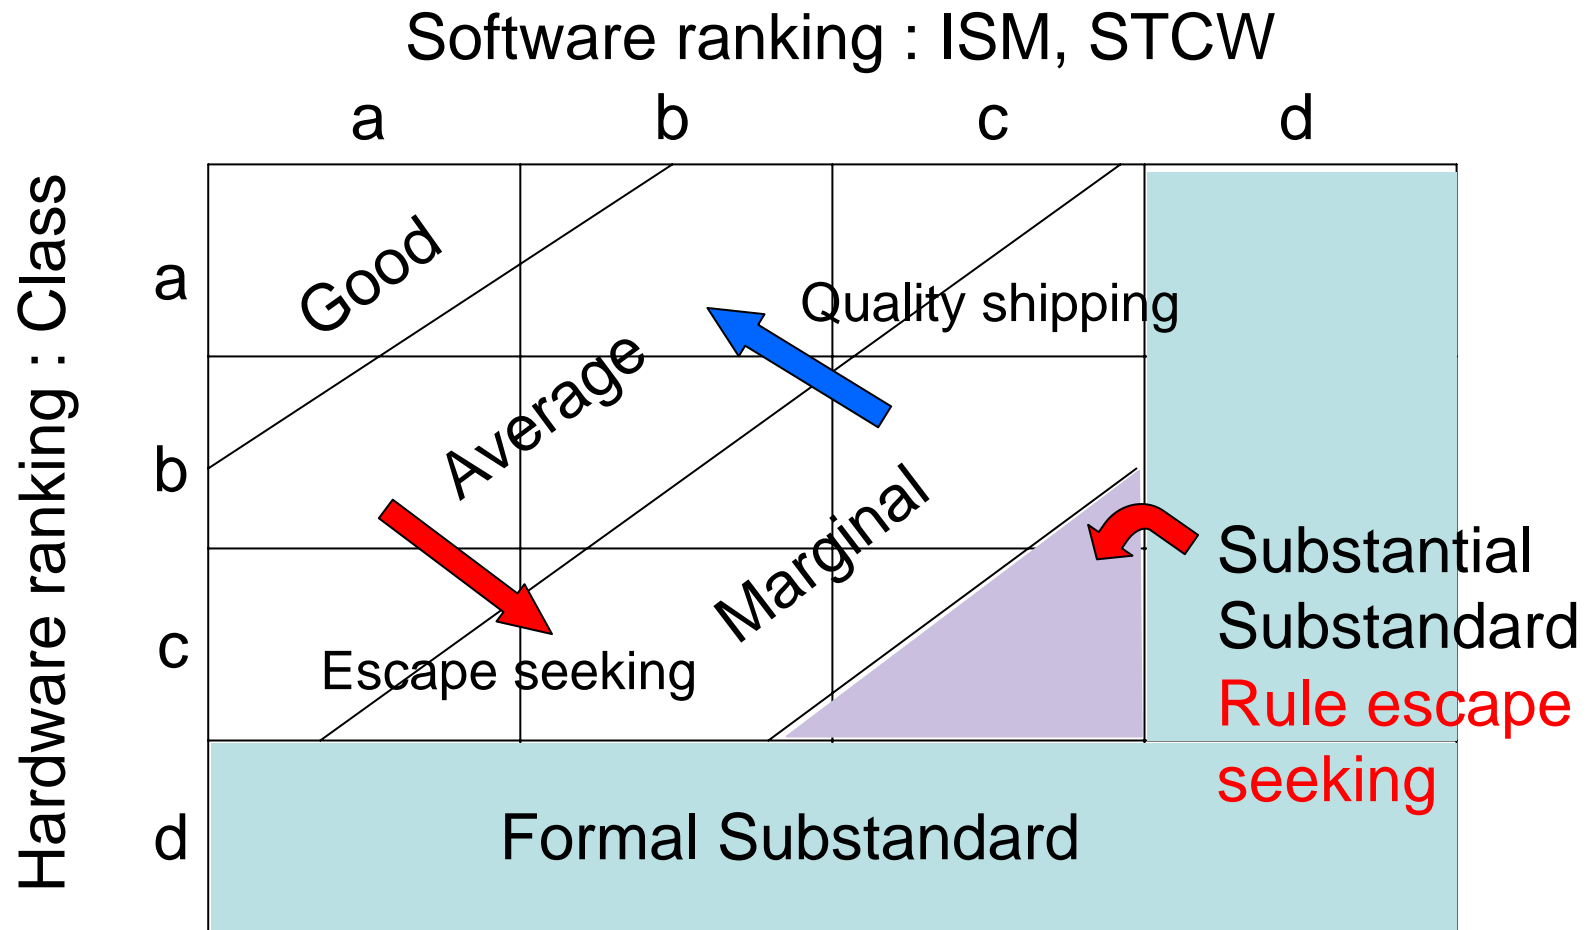 Software ranking : ISM, STCW
a b c d
Hardware ranking : Class
a
b
c
d
Good
Average
Quality shipping
Marginal
Escape seeking
Substantial
Substandard
Rule escape
seeking
Formal Substandard